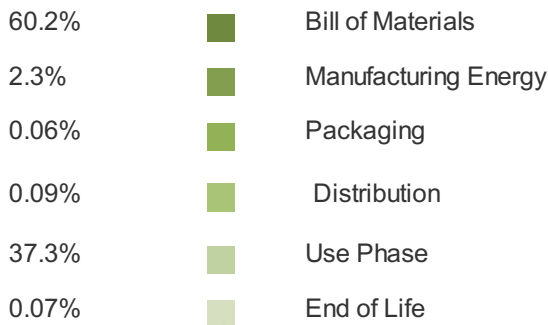 60.2% Bill of Materials
2.3% Manufacturing Energy
0.06% Packaging
0.09% Distribution
37.3% Use Phase
0.07% End of Life